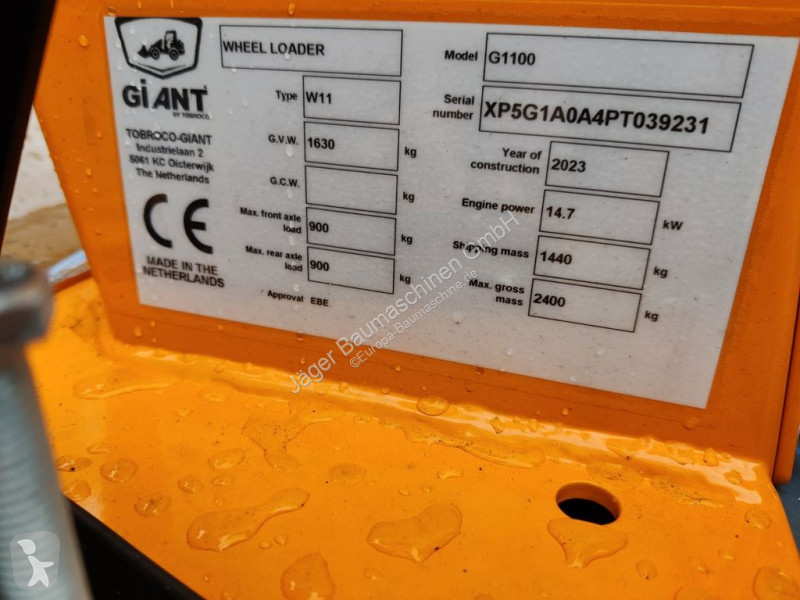 WHEEL LOADER
GiANT
BY TOBROCO
TOBROCO-GIANT
Industrielaan 2
5061 KC Oisterwijk
The Netherlands
CE
MADE IN THE
NETHERLANDS
Type W11
G.V.W. 1630 kg
G.C.W. kg
Max. front axle
load 900 kg
Max. rear axle
load 900 kg
Approval EBE
Model G1100
Serial
number XP5G1A0A4PT039231
Year of
construction 2023
Engine power 14.7 kW
Shipping mass 1440 kg
Max. gross
mass 2400 kg
Jäger Baumaschinen GmbH
©Europa-Baumaschine.de